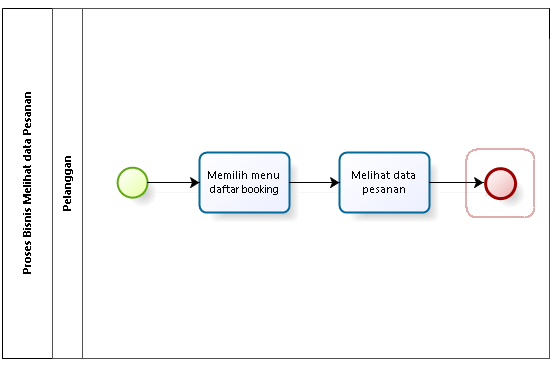 Proses Bisnis Melihat data Pesanan
Pelanggan
Memilih menu
daftar booking
Melihat data
pesanan